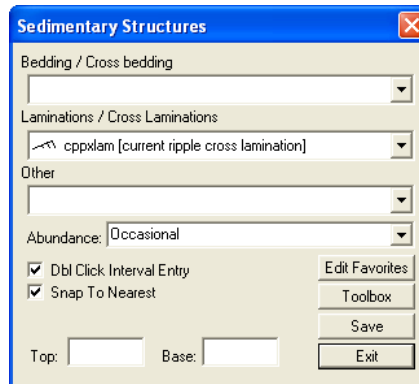 Sedimentary Structures
Bedding / Cross bedding
Laminations / Cross Laminations
cppxlam [current ripple cross lamination]
Other
Abundance: Occasional
Dbl Click Interval Entry
Edit Favorites
Snap To Nearest
Toolbox
Save
Top: Base: Exit